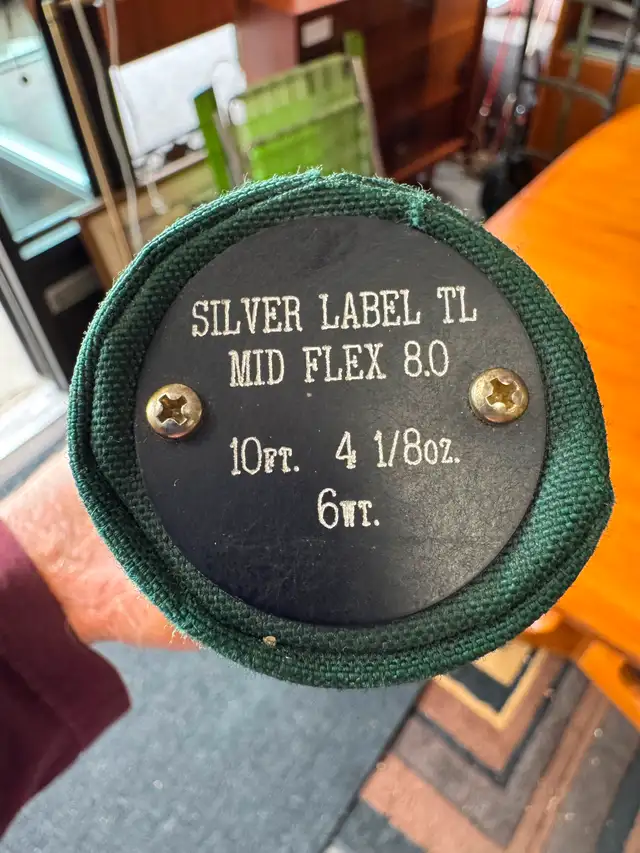 SILVER LABEL TL
MID FLEX 8.0
10FT. 4 1/8OZ.
6WT.